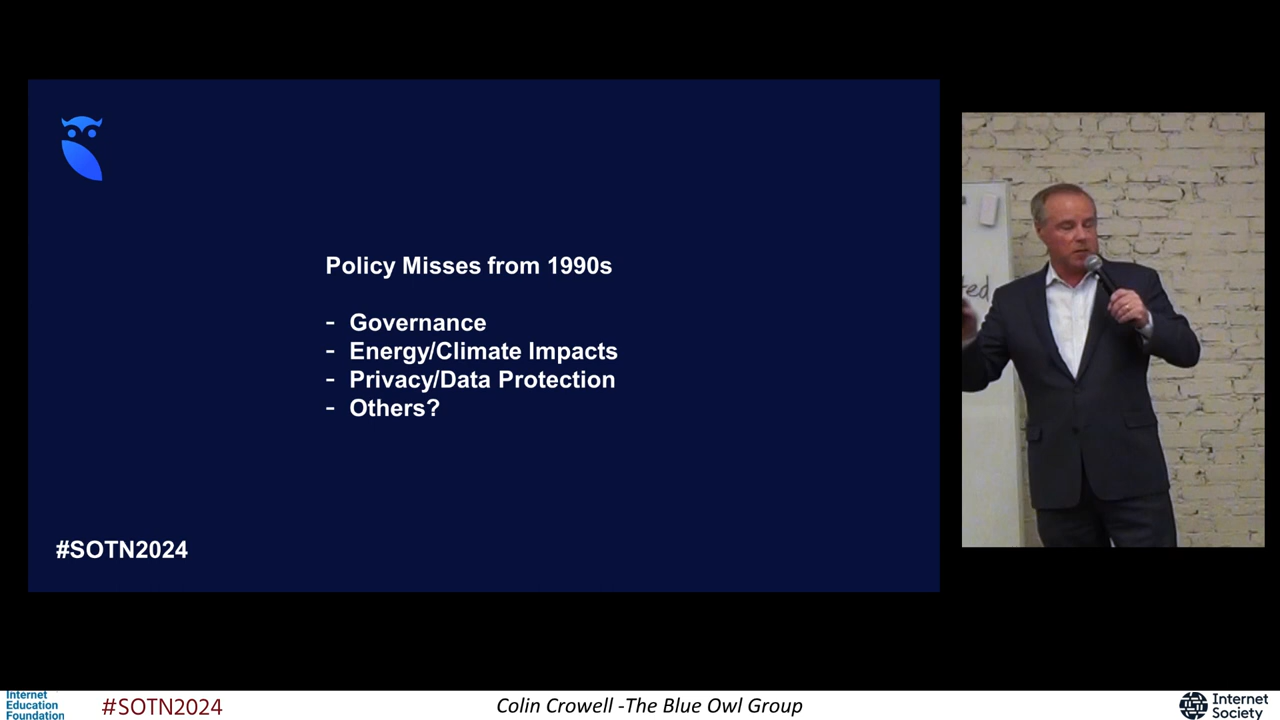 Policy Misses from 1990s
- Governance
- Energy/Climate Impacts
- Privacy/Data Protection
- Others?
#SOTN2024
ted
Internet
Education
Foundation
#SOTN2024
Colin Crowell -The Blue Owl Group
Internet
Society